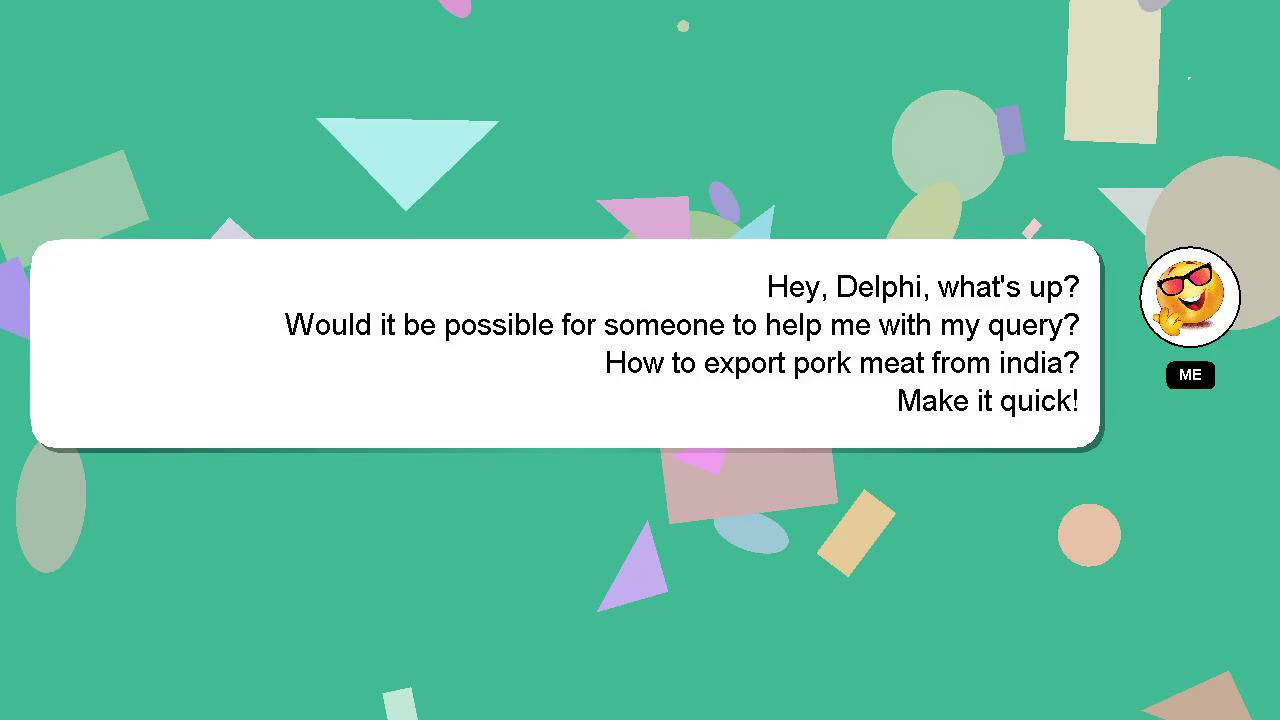 Hey, Delphi, what's up?
Would it be possible for someone to help me with my query?
How to export pork meat from india?
Make it quick!
ME